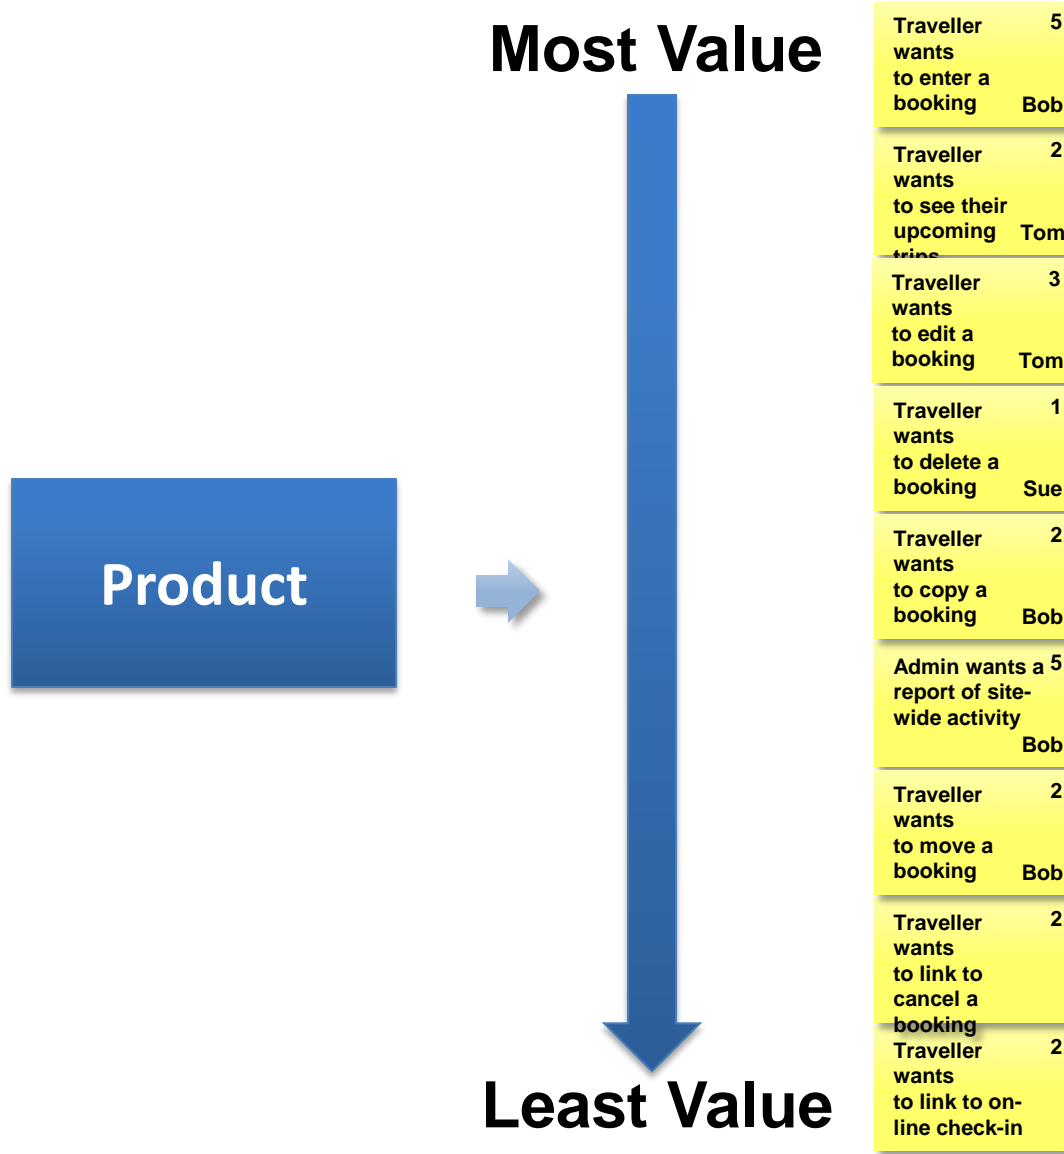 Most Value
Traveller 5
wants
to enter a
booking Bob
Traveller 2
wants
to see their
upcoming Tom
trips
Traveller 3
wants
to edit a
booking Tom
Traveller 1
wants
to delete a
booking Sue
Product
Traveller 2
wants
to copy a
booking Bob
Admin wants a 5
report of site-
wide activity
Bob
Traveller 2
wants
to move a
booking Bob
Traveller 2
wants
to link to
cancel a
booking
Traveller 2
wants
to link to on-
line check-in
Least Value